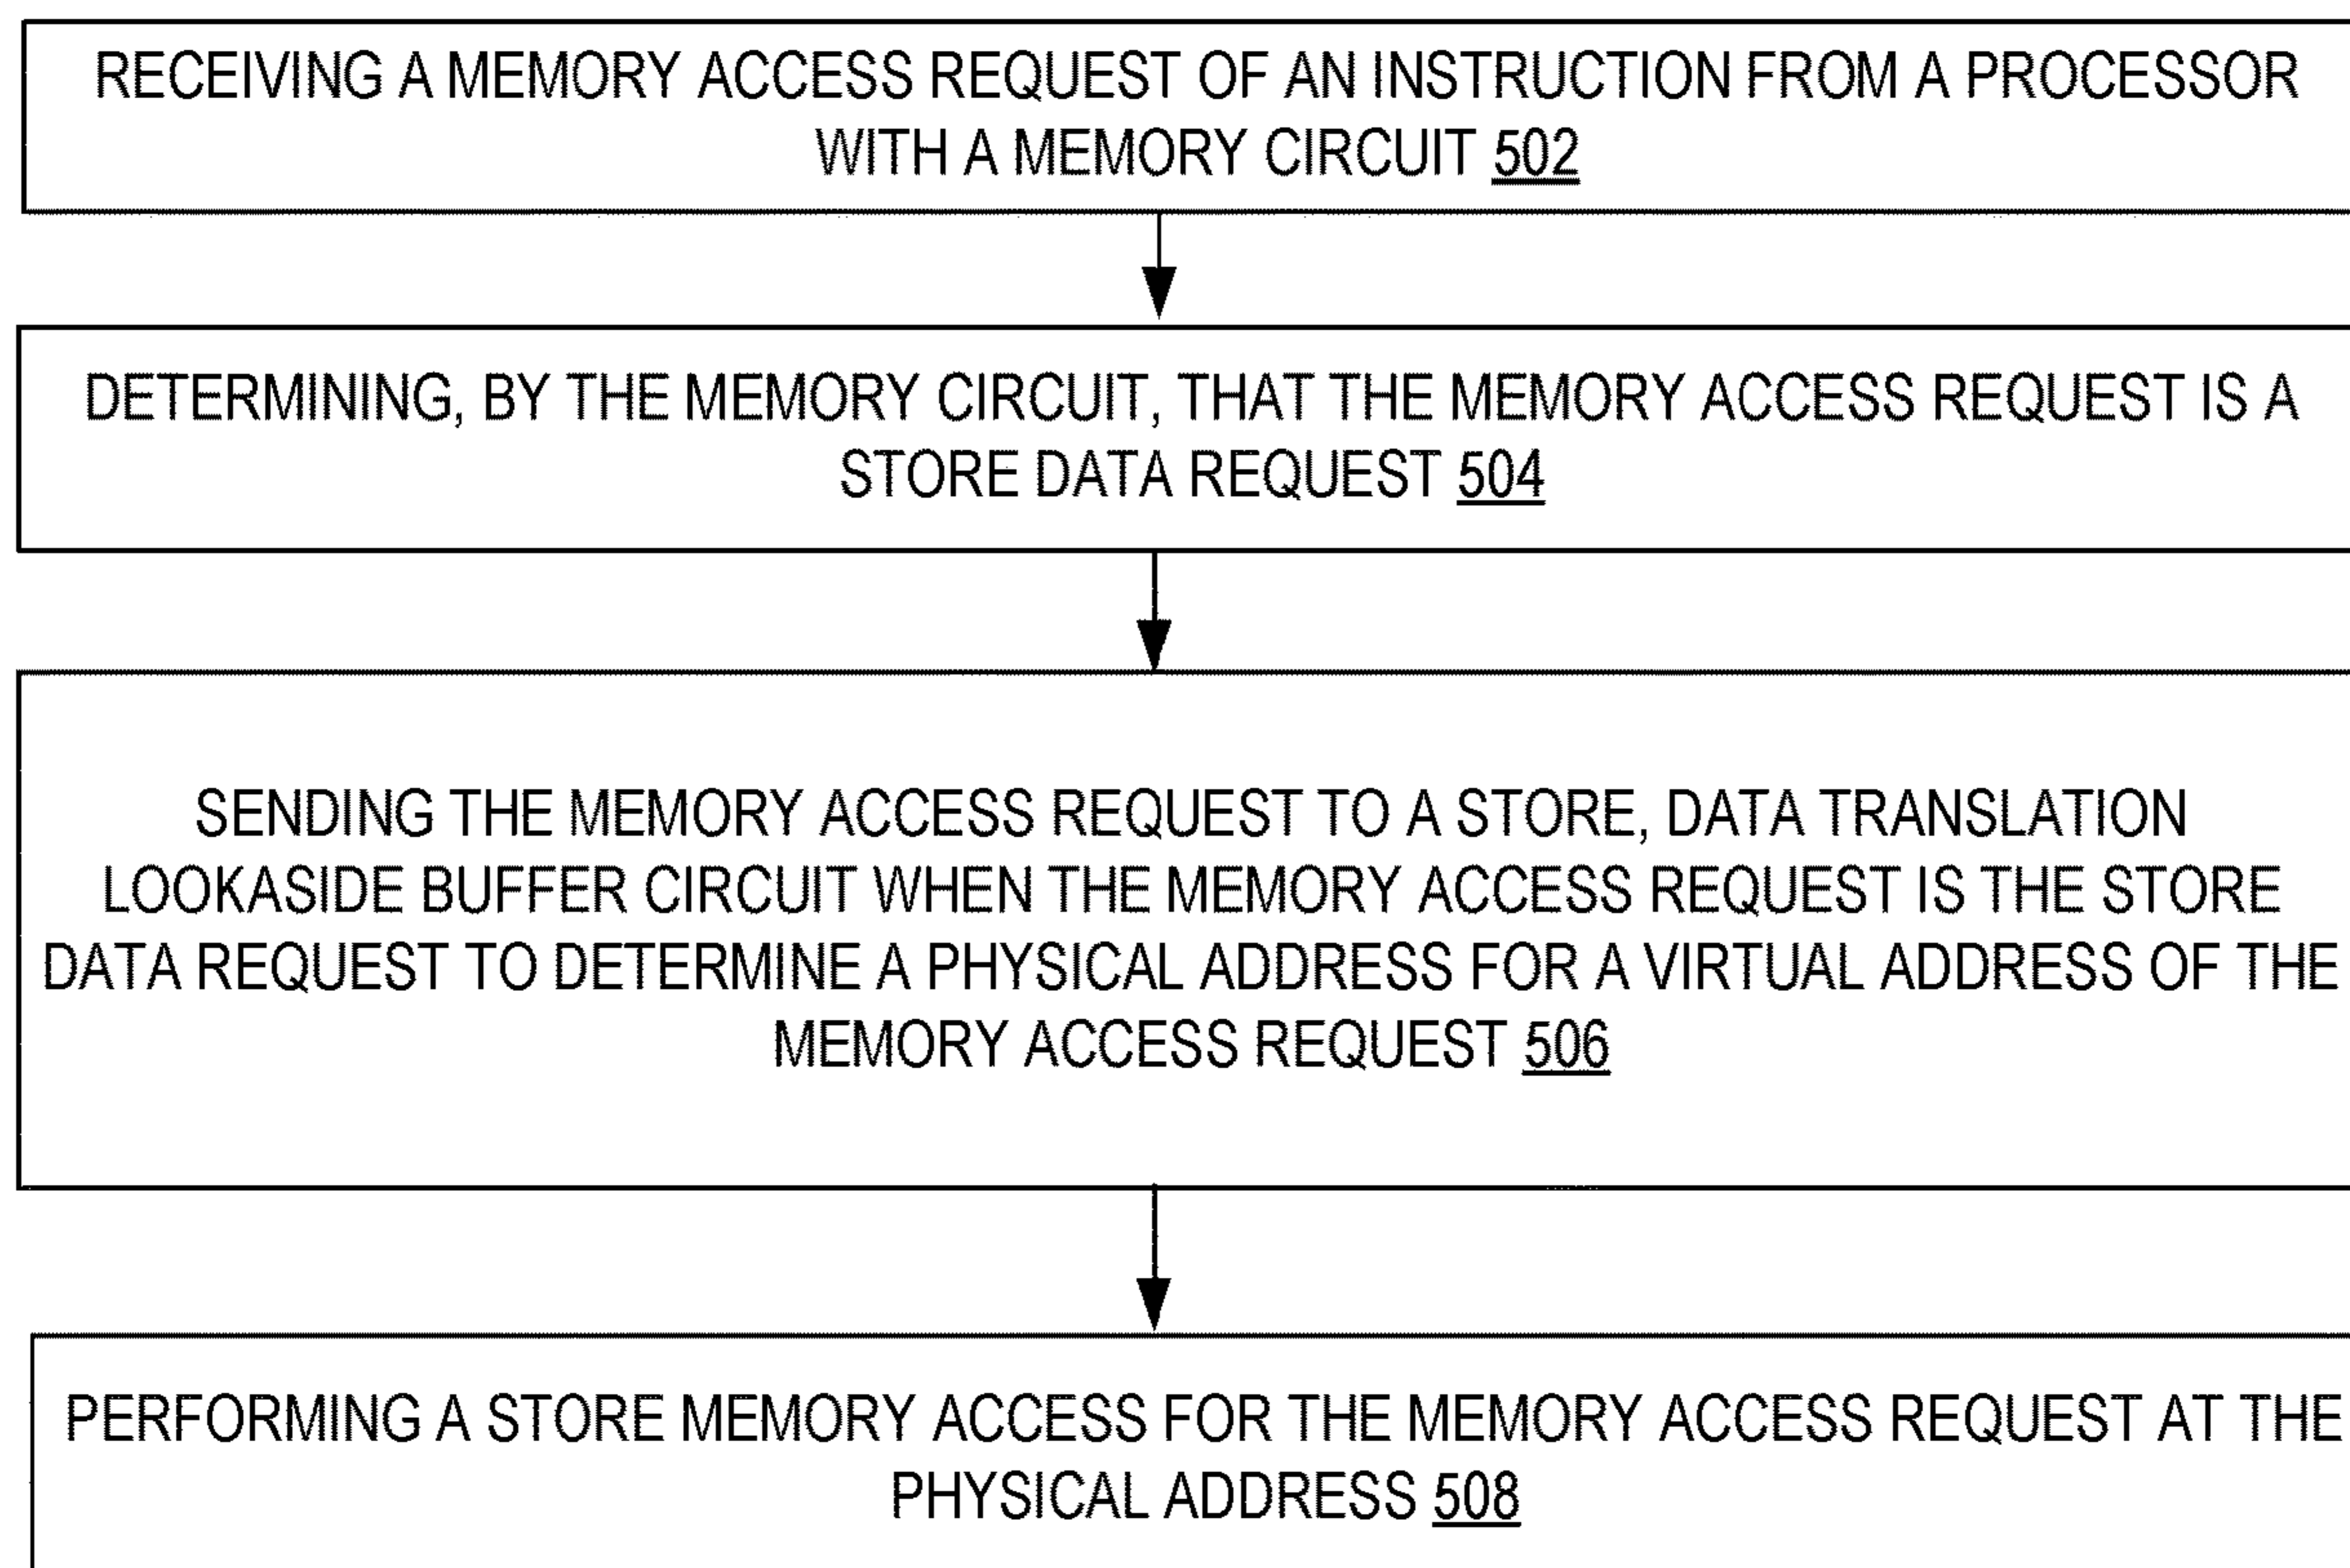 RECEIVING A MEMORY ACCESS REQUEST OF AN INSTRUCTION FROM A PROCESSOR
WITH A MEMORY CIRCUIT 502
DETERMINING, BY THE MEMORY CIRCUIT, THAT THE MEMORY ACCESS REQUEST IS A
STORE DATA REQUEST 504
SENDING THE MEMORY ACCESS REQUEST TO A STORE, DATA TRANSLATION
LOOKASIDE BUFFER CIRCUIT WHEN THE MEMORY ACCESS REQUEST IS THE STORE
DATA REQUEST TO DETERMINE A PHYSICAL ADDRESS FOR A VIRTUAL ADDRESS OF THE
MEMORY ACCESS REQUEST 506
PERFORMING A STORE MEMORY ACCESS FOR THE MEMORY ACCESS REQUEST AT THE
PHYSICAL ADDRESS 508